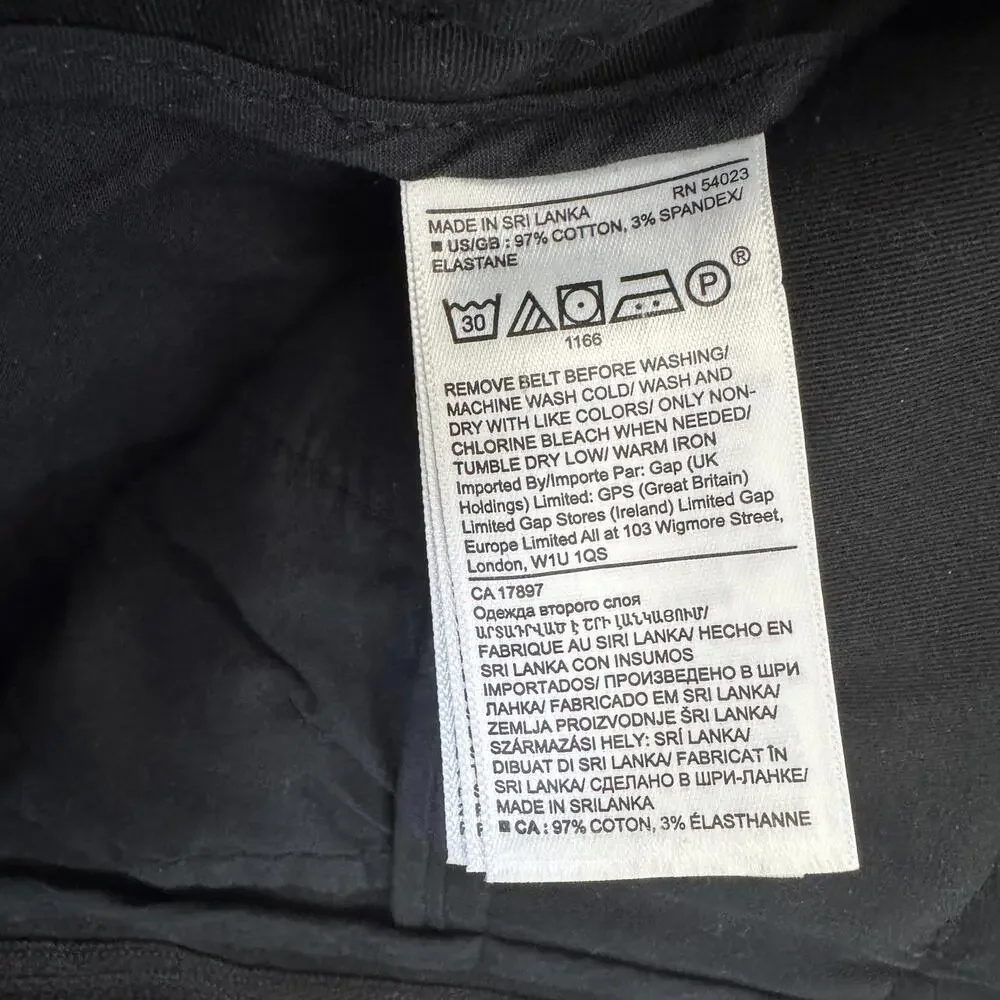 RN 54023
MADE IN SRI LANKA
■ US/GB : 97% COTTON, 3% SPANDEX/
ELASTANE
30 P ®
1166
REMOVE BELT BEFORE WASHING/
MACHINE WASH COLD/ WASH AND
DRY WITH LIKE COLORS/ ONLY NON-
CHLORINE BLEACH WHEN NEEDED/
TUMBLE DRY LOW/ WARM IRON
Imported By/Importe Par: Gap (UK
Holdings) Limited: GPS (Great Britain)
Limited Gap Stores (Ireland) Limited Gap
Europe Limited All at 103 Wigmore Street,
London, W1U 1QS
CA 17897
Одежда второго слоя
ԱՐՏԱԴՐՎԱԾ Է ՇՐԻ ԼԱՆԿԱՅՈՒՄ/
FABRIQUE AU SIRI LANKA/ HECHO EN
SRI LANKA CON INSUMOS
IMPORTADOS/ ПРОИЗВЕДЕНО В ШРИ
ЛАНКА/ FABRICADO EM SRI LANKA/
ZEMLJA PROIZVODNJE ŠRI LANKA/
SZÁRMAZÁSI HELY: SRÍ LANKA/
DIBUAT DI SRI LANKA/ FABRICAT ÎN
SRI LANKA/ СДЕЛАНО В ШРИ-ЛАНКЕ/
MADE IN SRILANKA
■ CA : 97% COTON, 3% ÉLASTHANNE